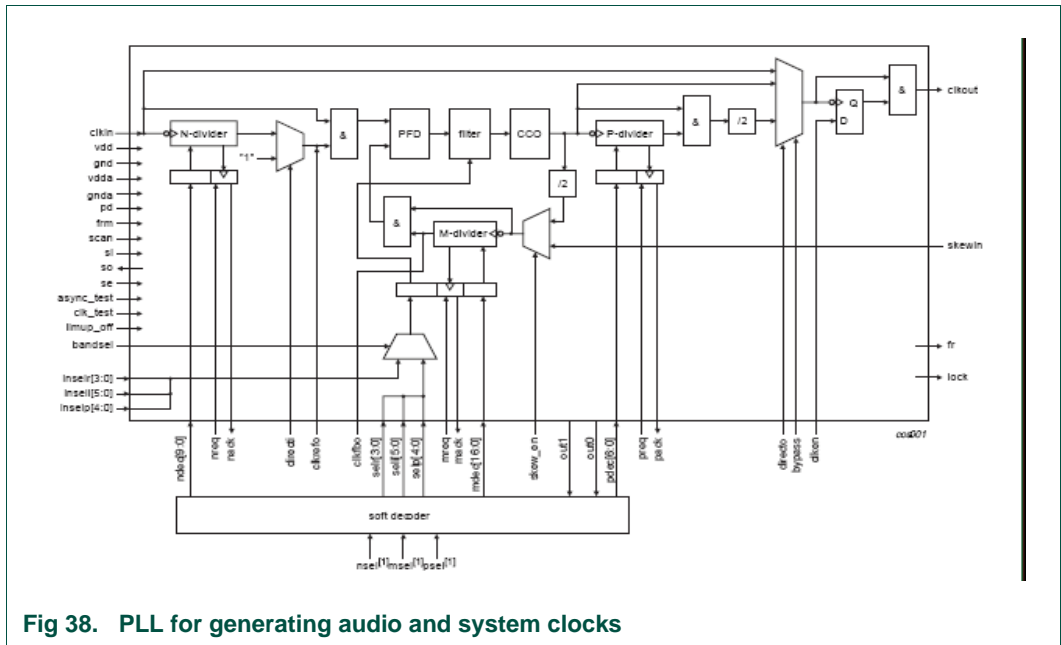 clkin
vdd
gnd
vdda
gnda
pd
frm
scan
si
so
se
async_test
clk_test
limup_off
bandsel
inselr[3:0]
inseli[5:0]
inselp[4:0]
N-divider
"1"
&
PFD
filter
CCO
P-divider
&
/2
Q
D
&
clkout
/2
&
M-divider
skewin
fr
lock
ndec[9:0]
nreq
nack
directi
clkrefo
clkfbo
selr[3:0]
seli[5:0]
selp[4:0]
mreq
mack
mdec[16:0]
skew_en
out1
out0
pdec[6:0]
preq
pack
directo
bypass
clken
soft decoder
nsel[1] msel[1] psel[1]
Fig 38. PLL for generating audio and system clocks